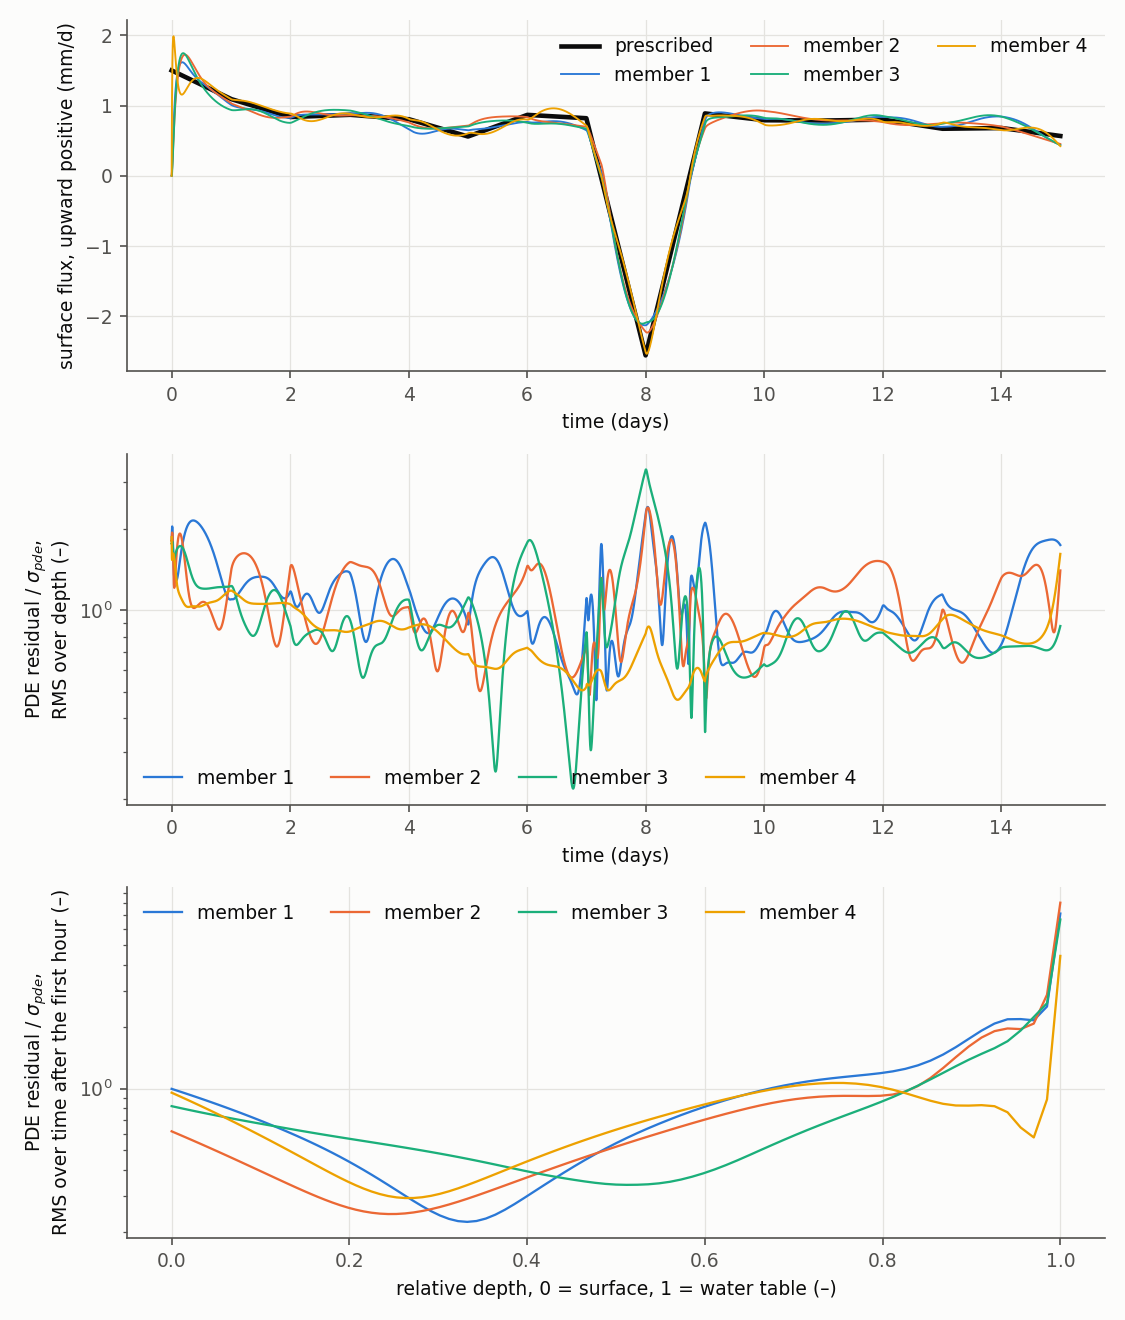 surface flux, upward positive (mm/d)
2
1
0
−1
−2
prescribed
member 1
member 2
member 3
member 4
0 2 4 6 8 10 12 14
time (days)
PDE residual / σpde,
RMS over depth (–)
10⁰
member 1 member 2 member 3 member 4
0 2 4 6 8 10 12 14
time (days)
PDE residual / σpde,
RMS over time after the first hour (–)
10⁰
member 1 member 2 member 3 member 4
0.0 0.2 0.4 0.6 0.8 1.0
relative depth, 0 = surface, 1 = water table (–)